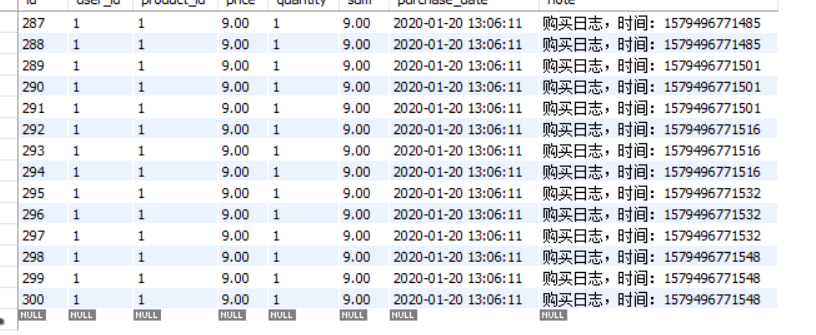 id user_id product_id price quantity sum purchase_date note
287 1 1 9.00 1 9.00 2020-01-20 13:06:11 购买日志，时间：1579496771485
288 1 1 9.00 1 9.00 2020-01-20 13:06:11 购买日志，时间：1579496771485
289 1 1 9.00 1 9.00 2020-01-20 13:06:11 购买日志，时间：1579496771501
290 1 1 9.00 1 9.00 2020-01-20 13:06:11 购买日志，时间：1579496771501
291 1 1 9.00 1 9.00 2020-01-20 13:06:11 购买日志，时间：1579496771501
292 1 1 9.00 1 9.00 2020-01-20 13:06:11 购买日志，时间：1579496771516
293 1 1 9.00 1 9.00 2020-01-20 13:06:11 购买日志，时间：1579496771516
294 1 1 9.00 1 9.00 2020-01-20 13:06:11 购买日志，时间：1579496771516
295 1 1 9.00 1 9.00 2020-01-20 13:06:11 购买日志，时间：1579496771532
296 1 1 9.00 1 9.00 2020-01-20 13:06:11 购买日志，时间：1579496771532
297 1 1 9.00 1 9.00 2020-01-20 13:06:11 购买日志，时间：1579496771532
298 1 1 9.00 1 9.00 2020-01-20 13:06:11 购买日志，时间：1579496771548
299 1 1 9.00 1 9.00 2020-01-20 13:06:11 购买日志，时间：1579496771548
300 1 1 9.00 1 9.00 2020-01-20 13:06:11 购买日志，时间：1579496771548
NULL NULL NULL NULL NULL NULL NULL NULL